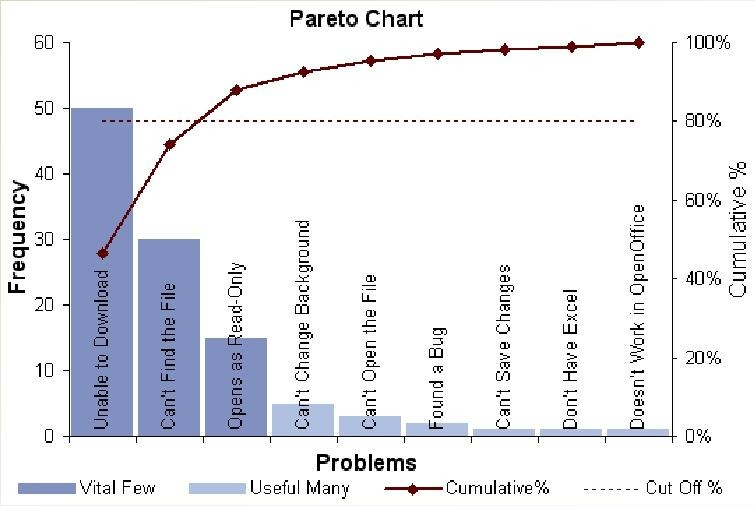 Pareto Chart
60
50
40
30
20
10
0
Frequency
100%
80%
60%
40%
20%
0%
Cumulative %
Unable to Download
Can't Find the File
Opens as Read-Only
Can't Change Background
Can't Open the File
Found a Bug
Can't Save Changes
Don't Have Excel
Doesn't Work in OpenOffice
Problems
Vital Few Useful Many Cumulative% Cut Off %